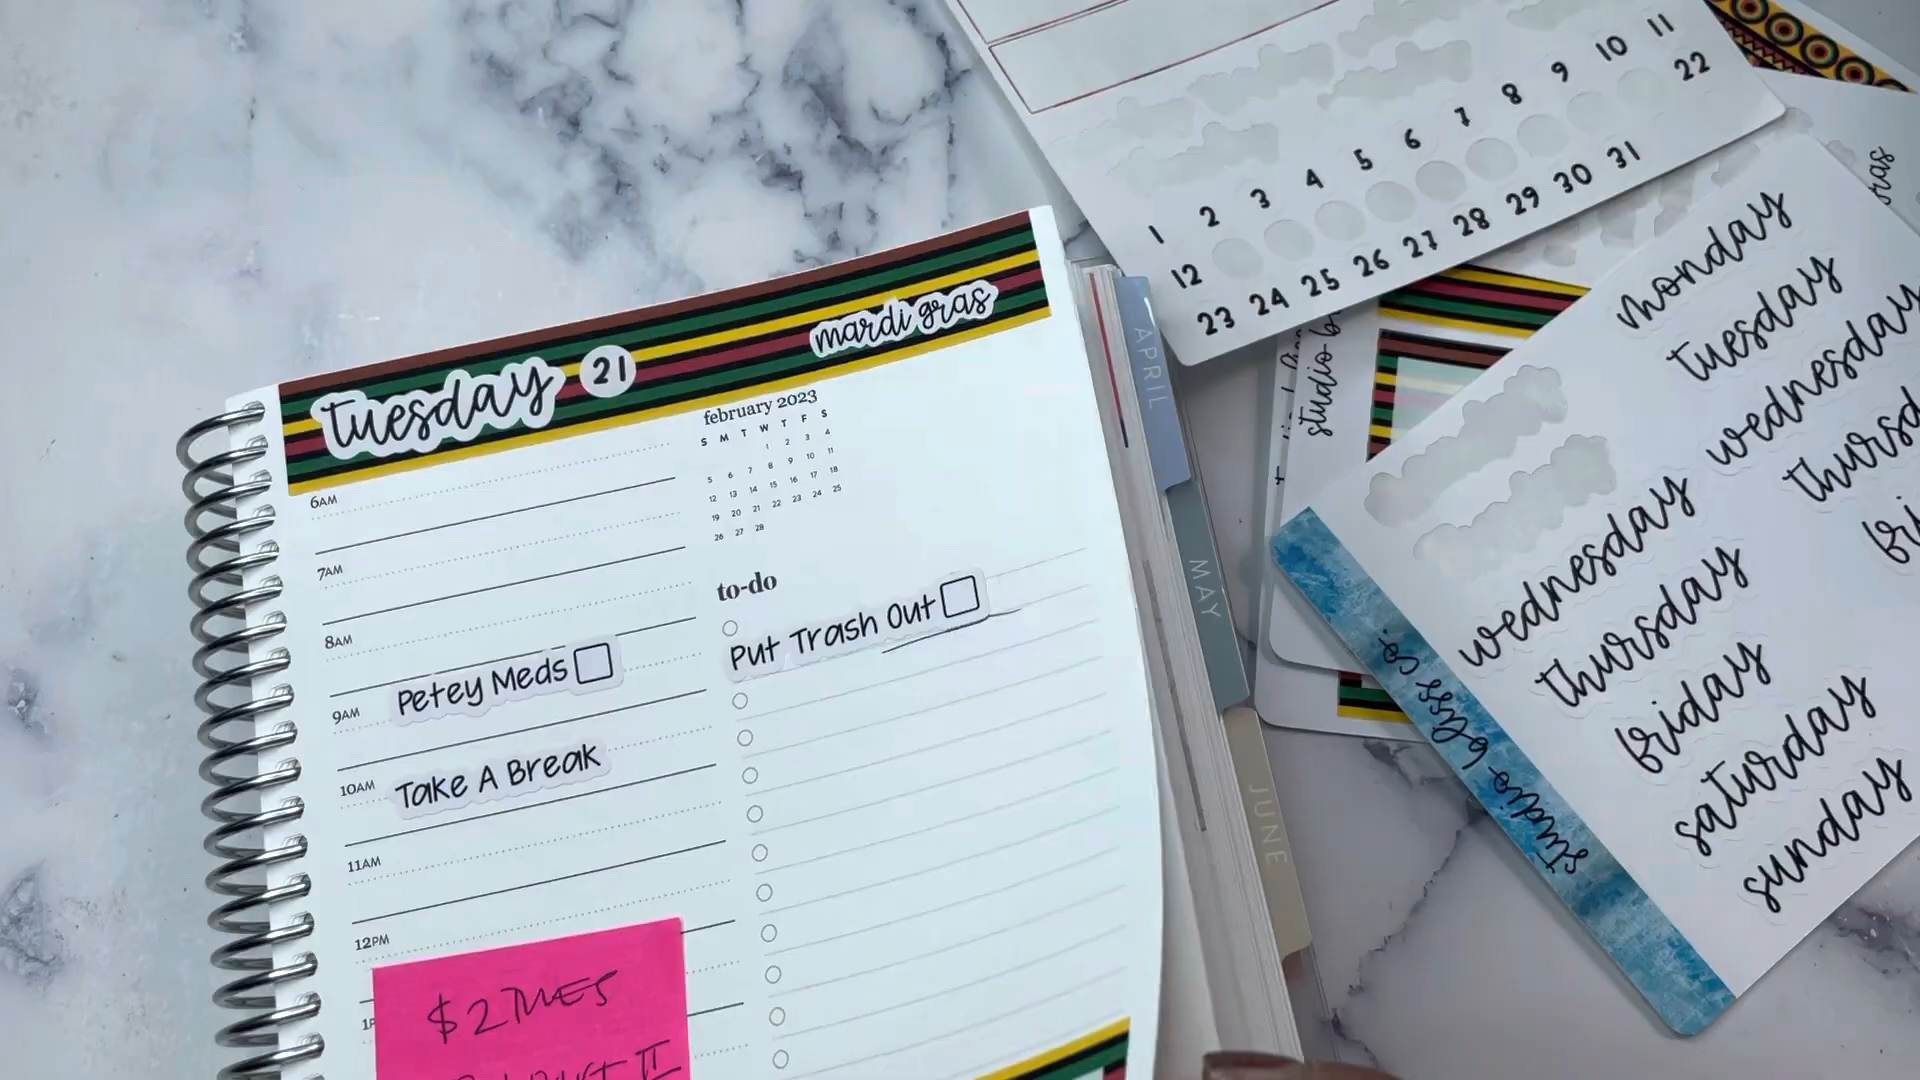 tuesday 21
mardi gras
february 2023
S M T W T F S
1 2 3 4
5 6 7 8 9 10 11
12 13 14 15 16 17 18
19 20 21 22 23 24 25
26 27 28
6AM
7AM
8AM
Petey Meds
9AM
Take A Break
10AM
11AM
12PM
to-do
Put Trash Out
$2 TUES
II
APRIL
MAY
JUNE
1 2 3 4 5 6 7 8 9 10 11
12 22
23 24 25 26 27 28 29 30 31
studio
monday
tuesday
wednesday
wednesday
thursday
friday
saturday
sunday
studio bliss co.